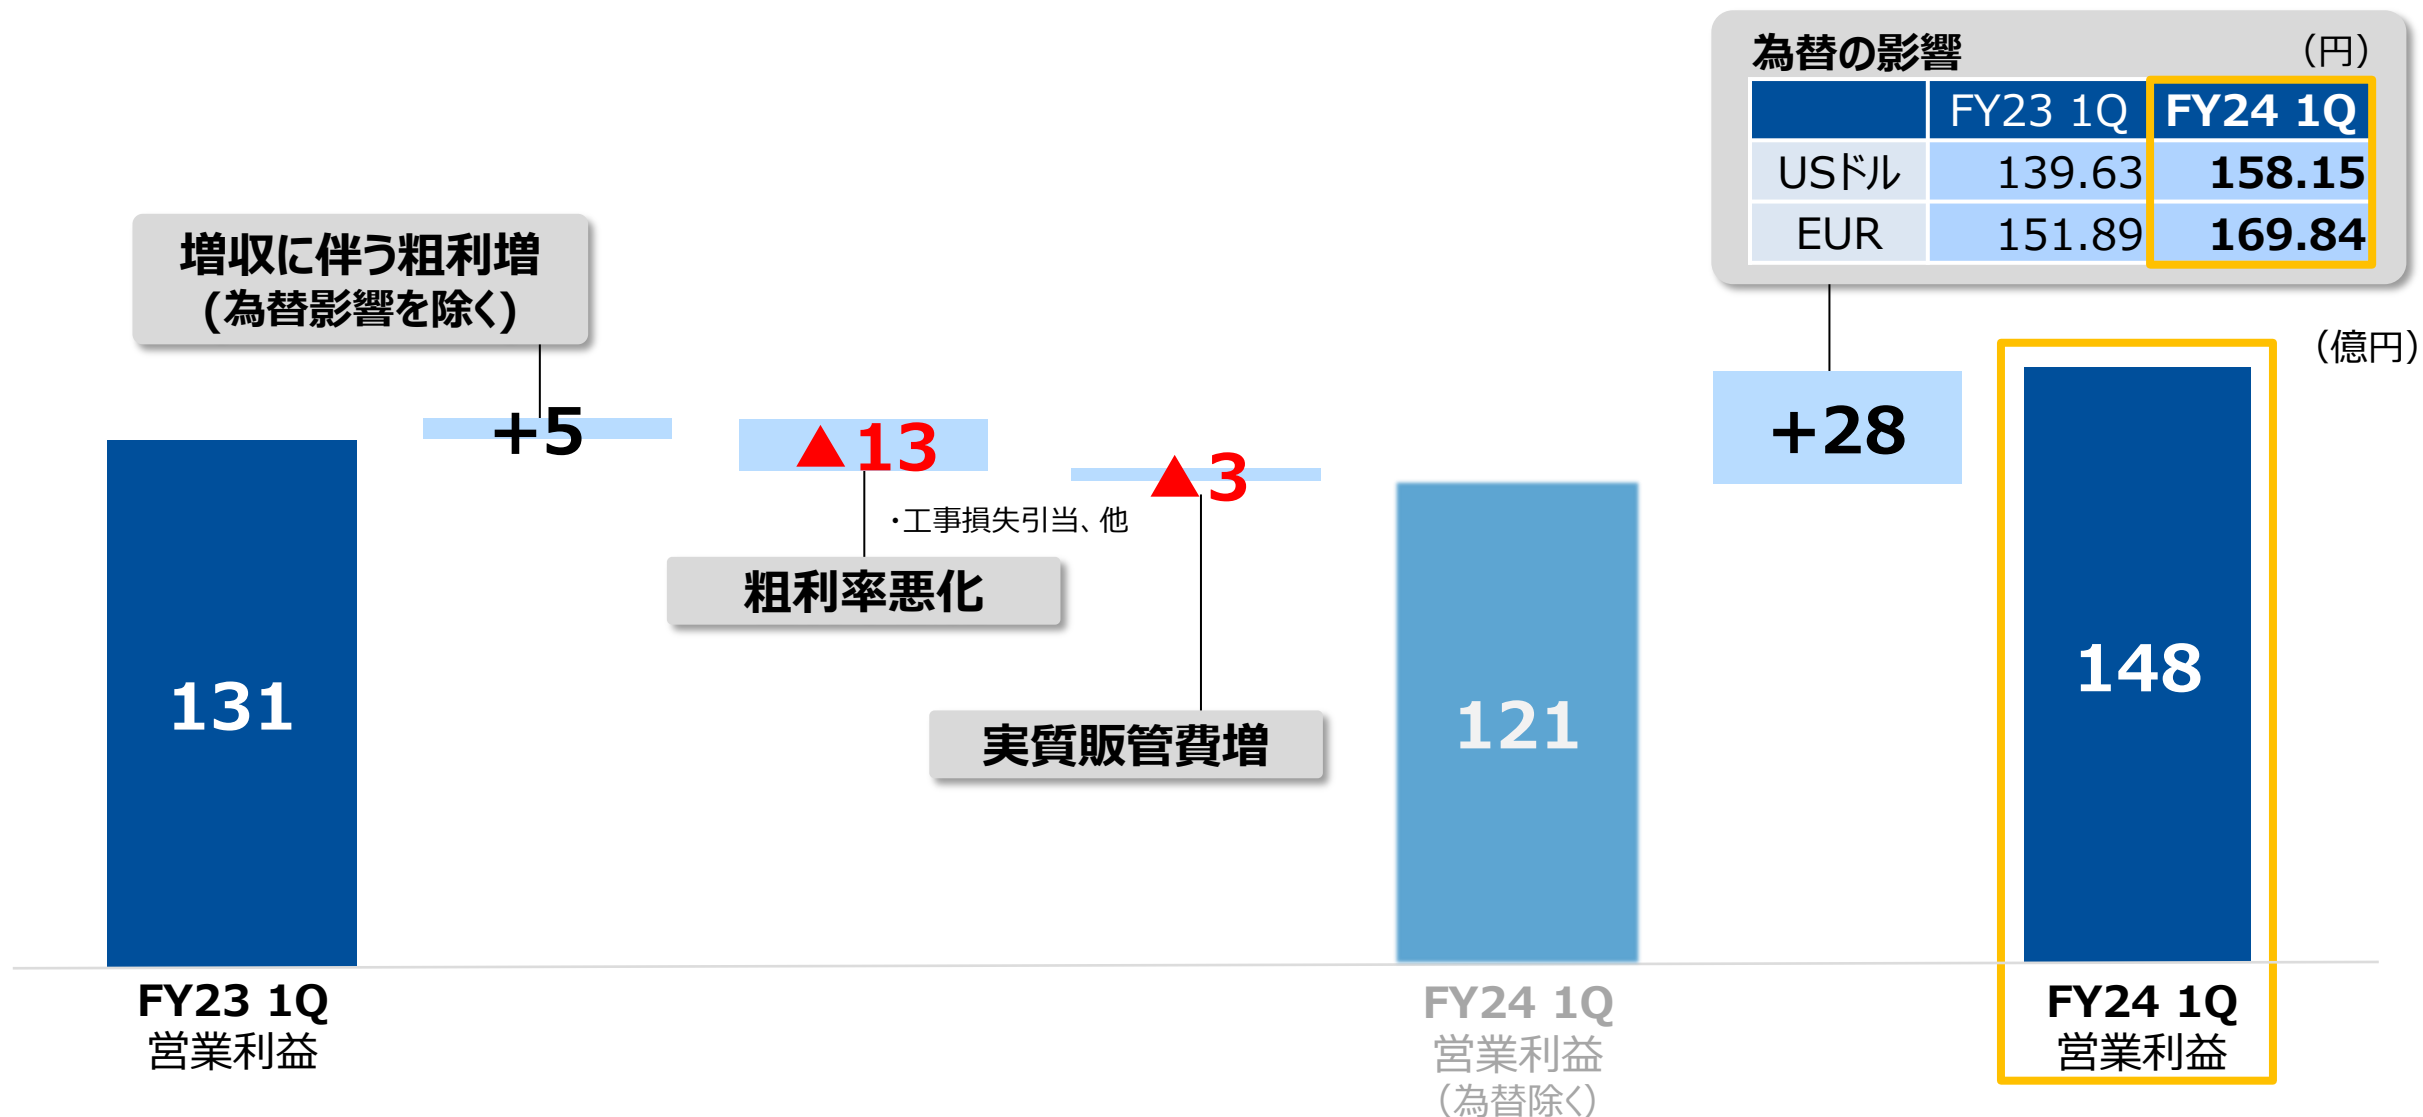 為替の影響 （円）
FY23 1Q FY24 1Q
USドル 139.63 158.15
EUR 151.89 169.84
（億円）
増収に伴う粗利増
(為替影響を除く)
+5
▲13
・工事損失引当、他
粗利率悪化
▲3
実質販管費増
+28
131
121
148
FY23 1Q
営業利益
FY24 1Q
営業利益
（為替除く）
FY24 1Q
営業利益